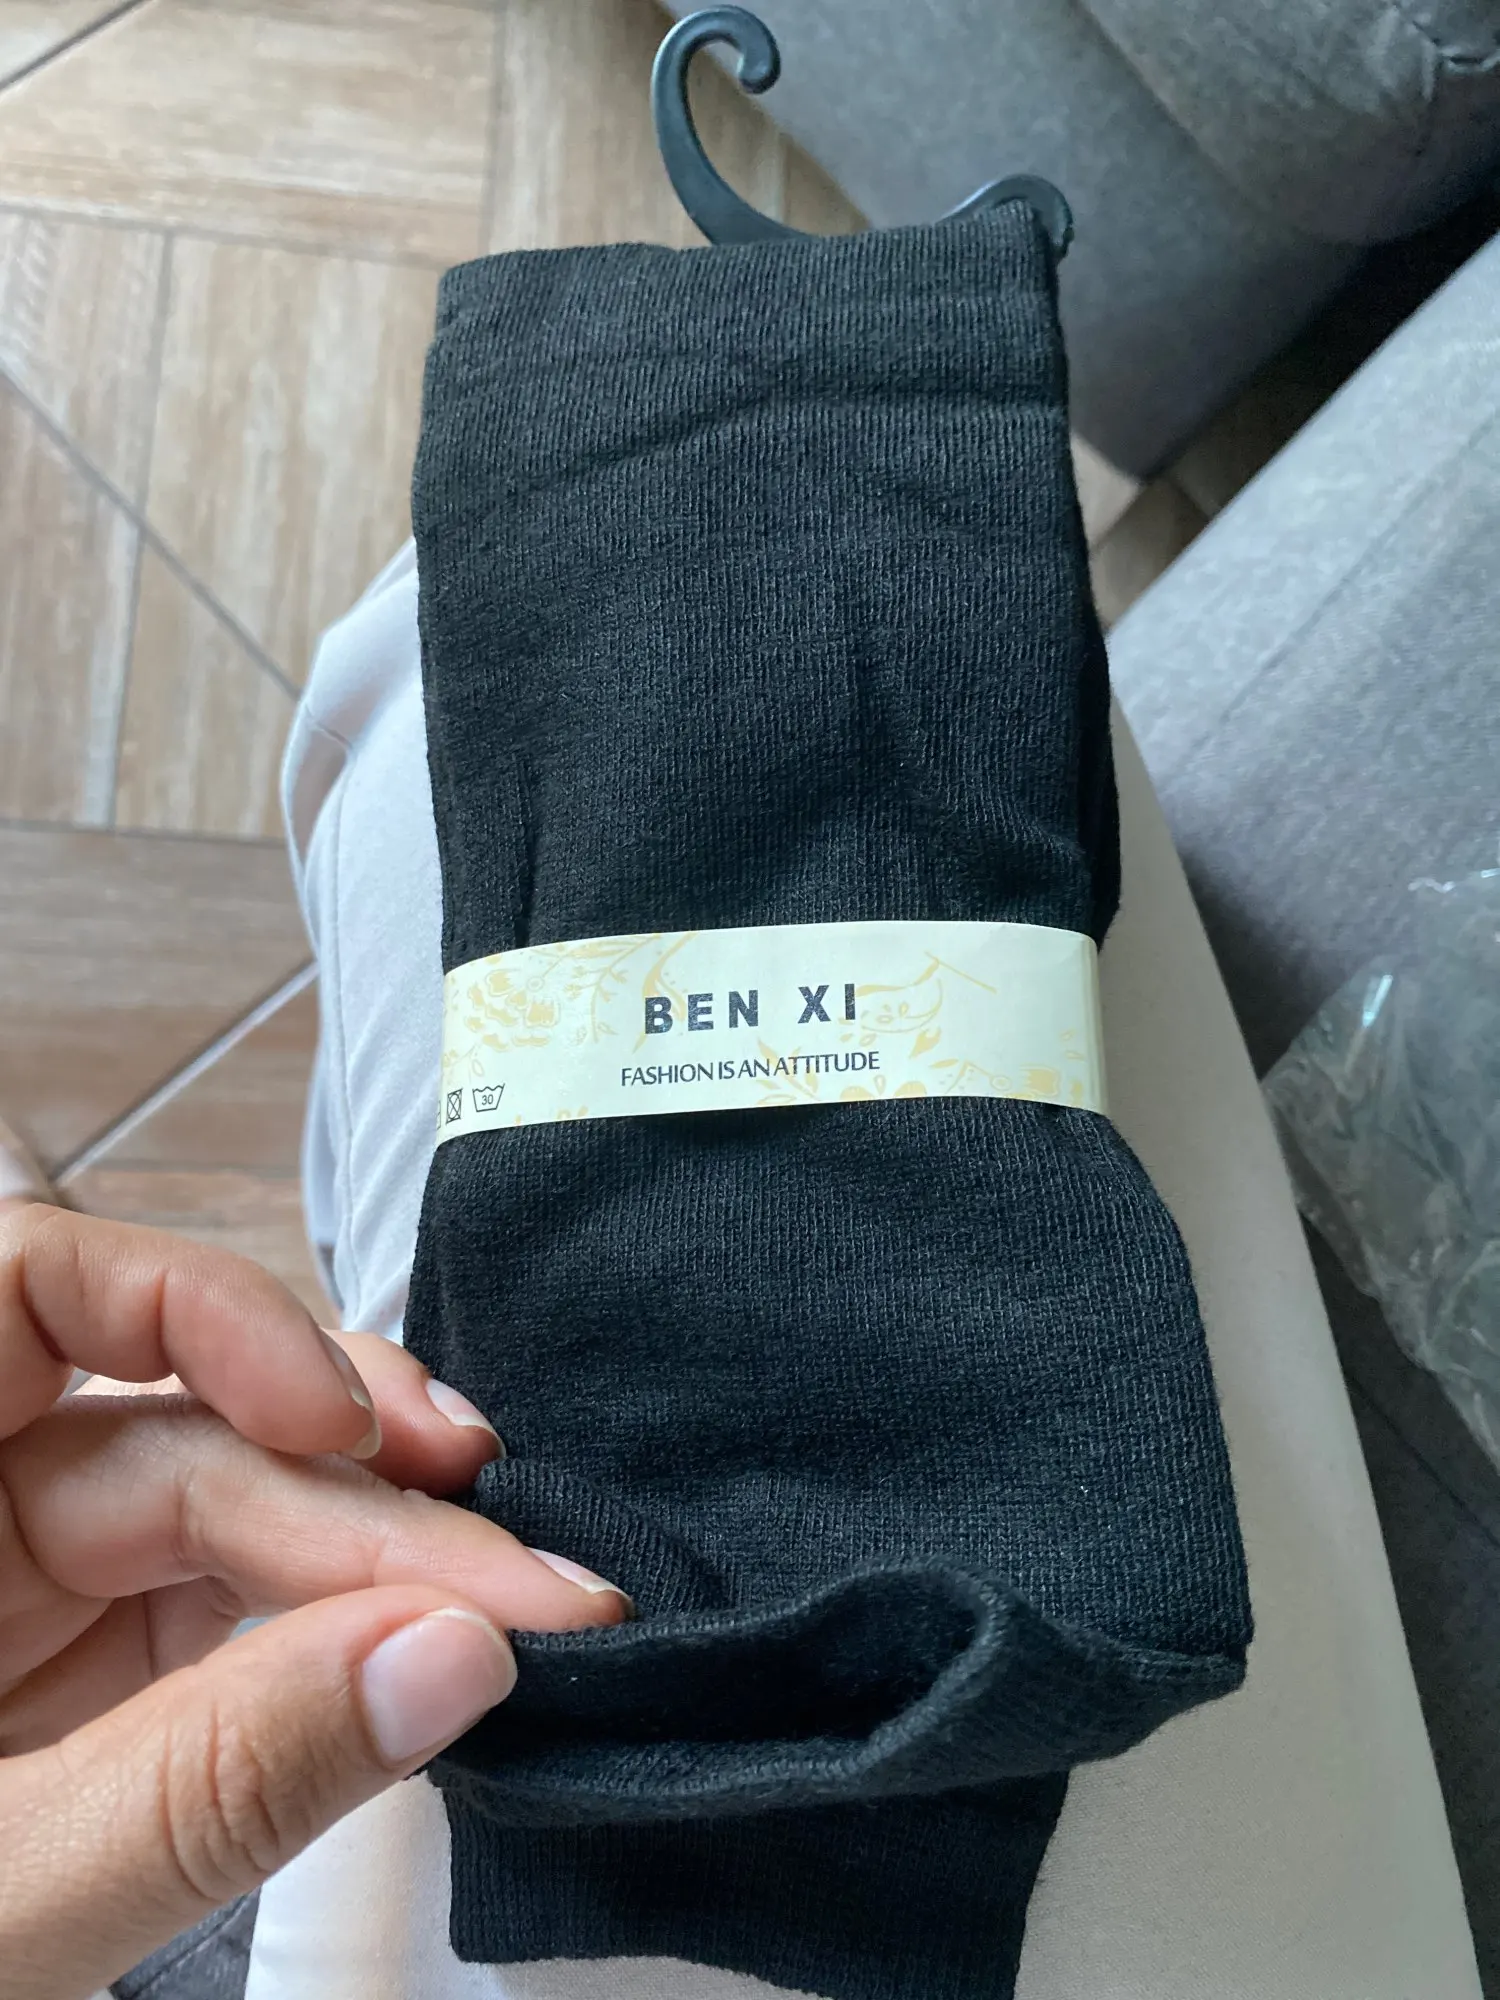 BEN XI
FASHION IS AN ATTITUDE
30